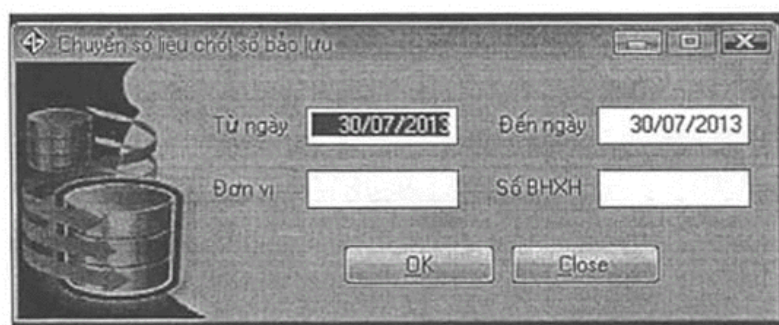 Chuyển số liệu chốt sổ bảo lưu
Từ ngày 30/07/2013 Đến ngày 30/07/2013
Đơn vị Số BHXH
OK Close